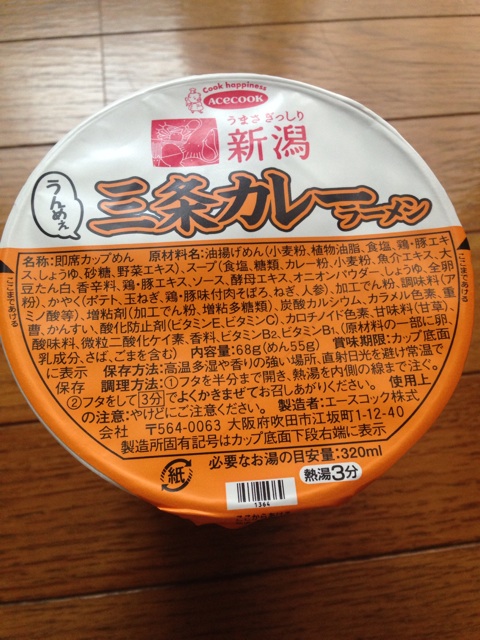 Cook happiness
ACECOOK
うまさ ぎっしり
新潟
うんめぇ
三条カレーラーメン
名称:即席カップめん 原材料名:油揚げめん(小麦粉、植物油脂、食塩、鶏・豚エキ
ス、しょうゆ、砂糖、野菜エキス)、スープ(食塩、糖類、カレー粉、小麦粉、魚介エキス、大
豆たん白、香辛料、鶏・豚エキス、ソース、酵母エキス、オニオンパウダー、しょうゆ、全卵
粉)、かやく(ポテト、玉ねぎ、鶏・豚味付肉そぼろ、ねぎ、人参)、加工でん粉、調味料(ア
ミノ酸等)、増粘剤(加工でん粉、増粘多糖類)、炭酸カルシウム、カラメル色素、重
曹、かんすい、酸化防止剤(ビタミンE、ビタミンC)、カロチノイド色素、甘味料(甘草)、
酸味料、微粒二酸化ケイ素、香料、ビタミンB₂、ビタミンB₁、(原材料の一部に卵、
乳成分、さば、ごまを含む) 内容量:68g(めん55g) 賞味期限:カップ底面
に表示 保存方法:高温多湿や香りの強い場所、直射日光を避け常温で
保存 調理方法:①フタを半分まで開き、熱湯を内側の線まで注ぐ。
②フタをして3分でよくかきまぜてお召しあがりください。 使用上
の注意:やけどにご注意ください。 製造者:エースコック株式
会社 〒564-0063 大阪府吹田市江坂町1-12-40
製造所固有記号はカップ底面下段右端に表示
必要なお湯の目安量:320ml
紙
熱湯3分
1364
ここまであける
ここまであける